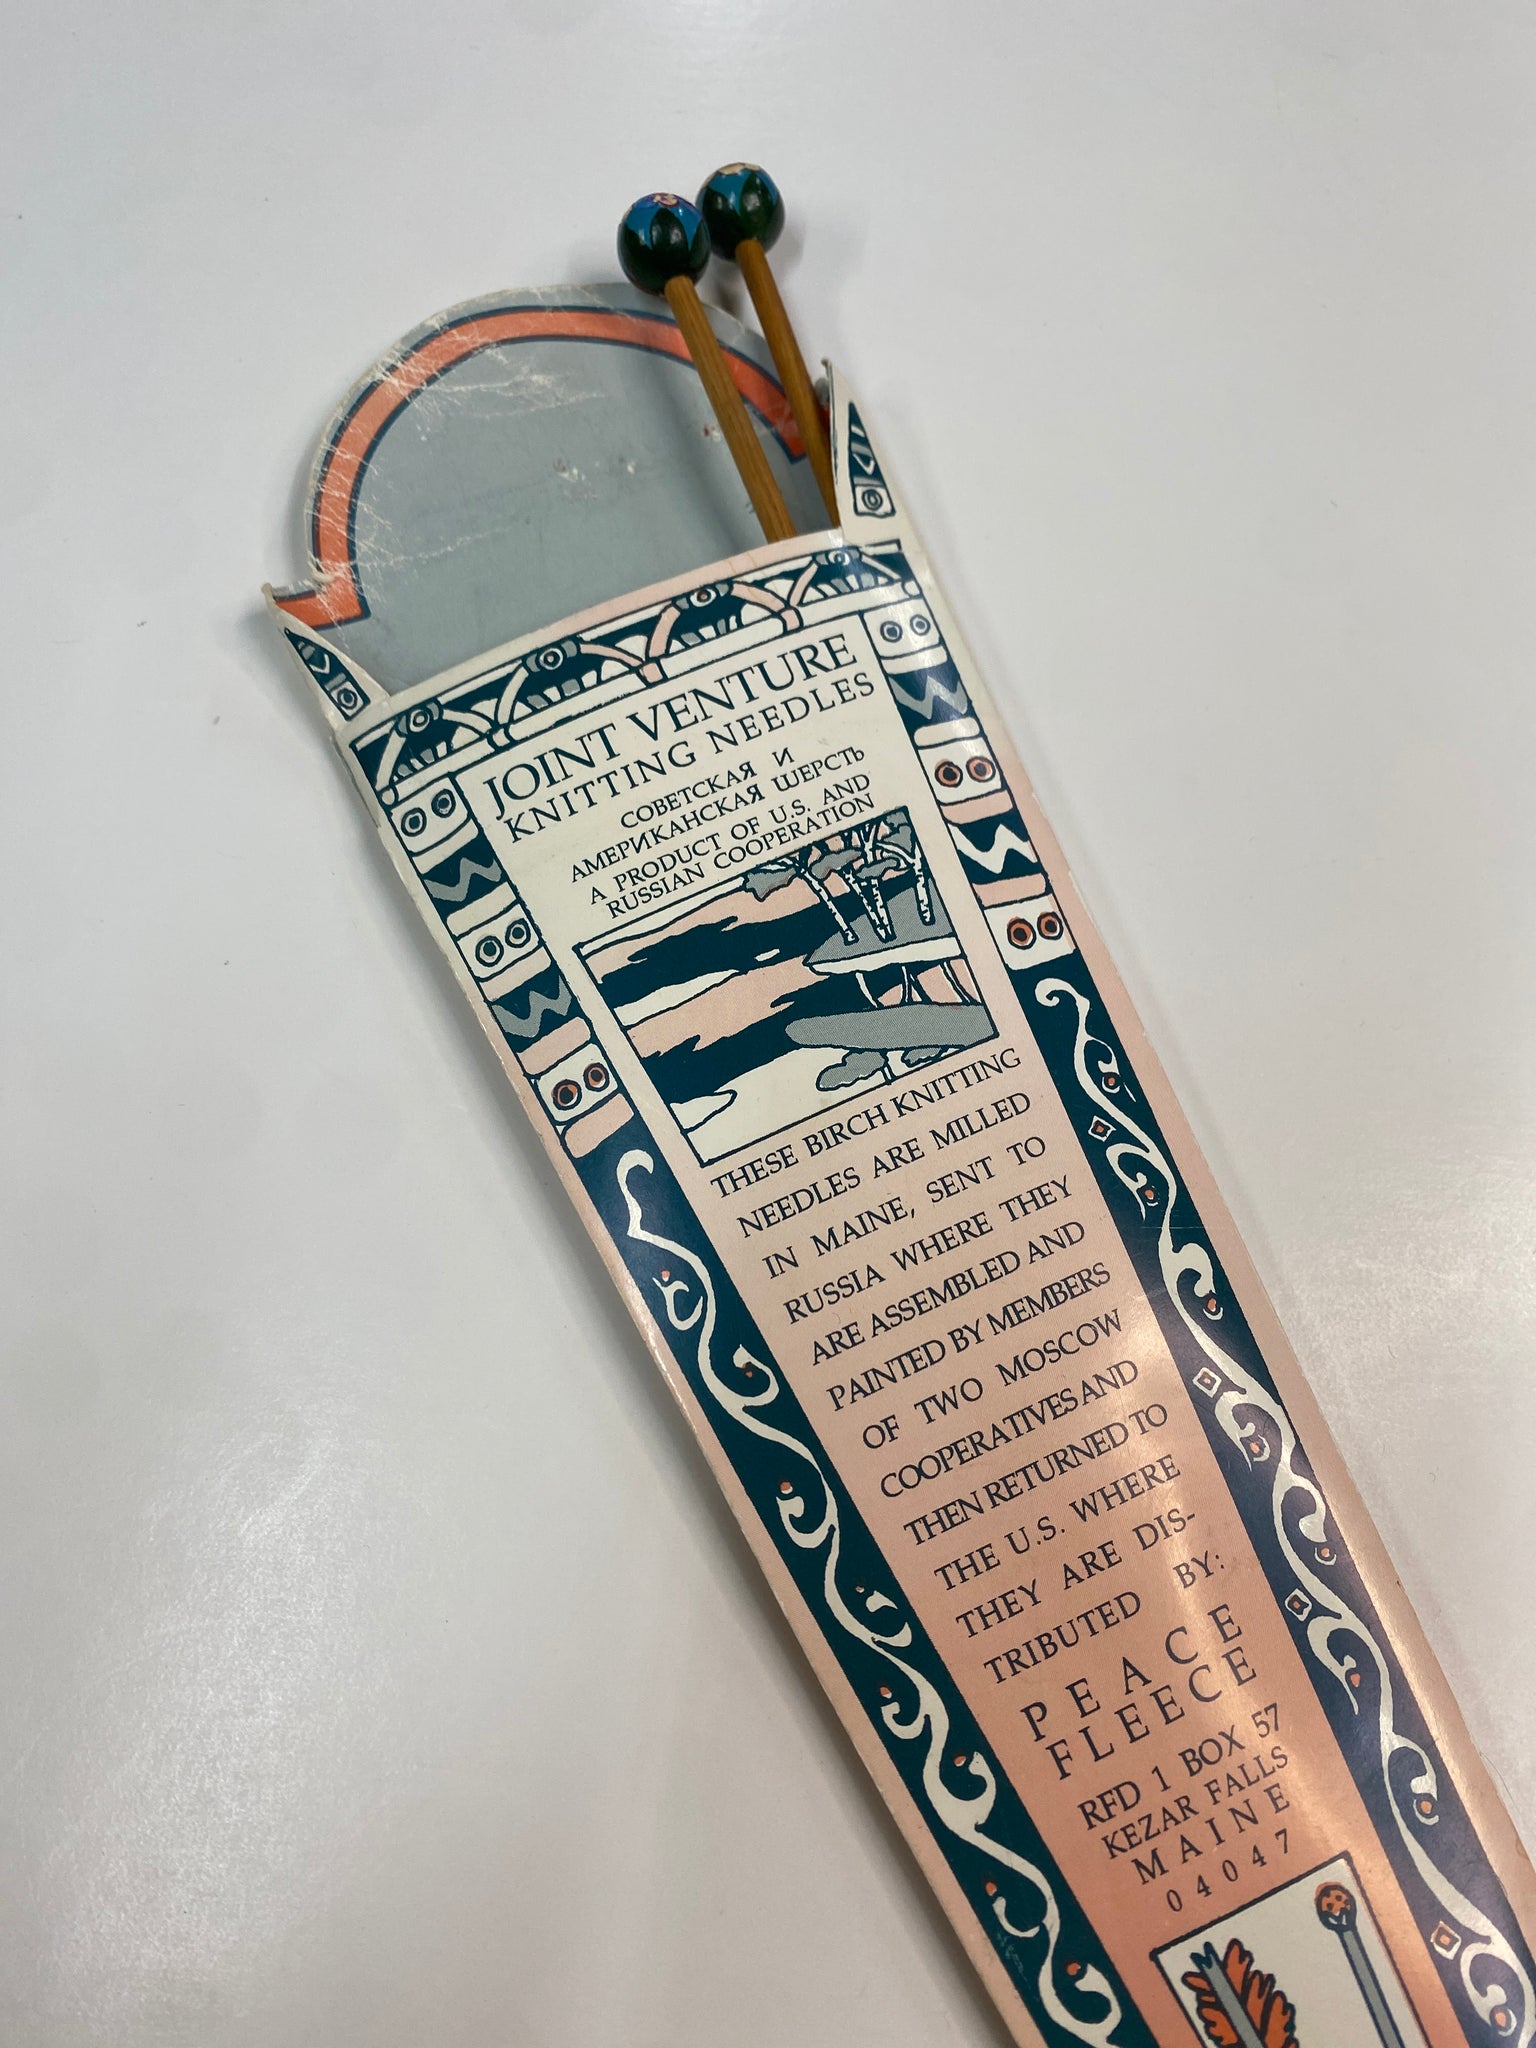 JOINT VENTURE
KNITTING NEEDLES
СОВЕТСКАЯ И
АМЕРИКАНСКАЯ ШЕРСТЬ
A PRODUCT OF U.S. AND
RUSSIAN COOPERATION
THESE BIRCH KNITTING
NEEDLES ARE MILLED
IN MAINE, SENT TO
RUSSIA WHERE THEY
ARE ASSEMBLED AND
PAINTED BY MEMBERS
OF TWO MOSCOW
COOPERATIVES AND
THEN RETURNED TO
THE U.S. WHERE
THEY ARE DIS-
TRIBUTED BY:
PEACE
FLEECE
RFD 1 BOX 57
KEZAR FALLS
MAINE
04047